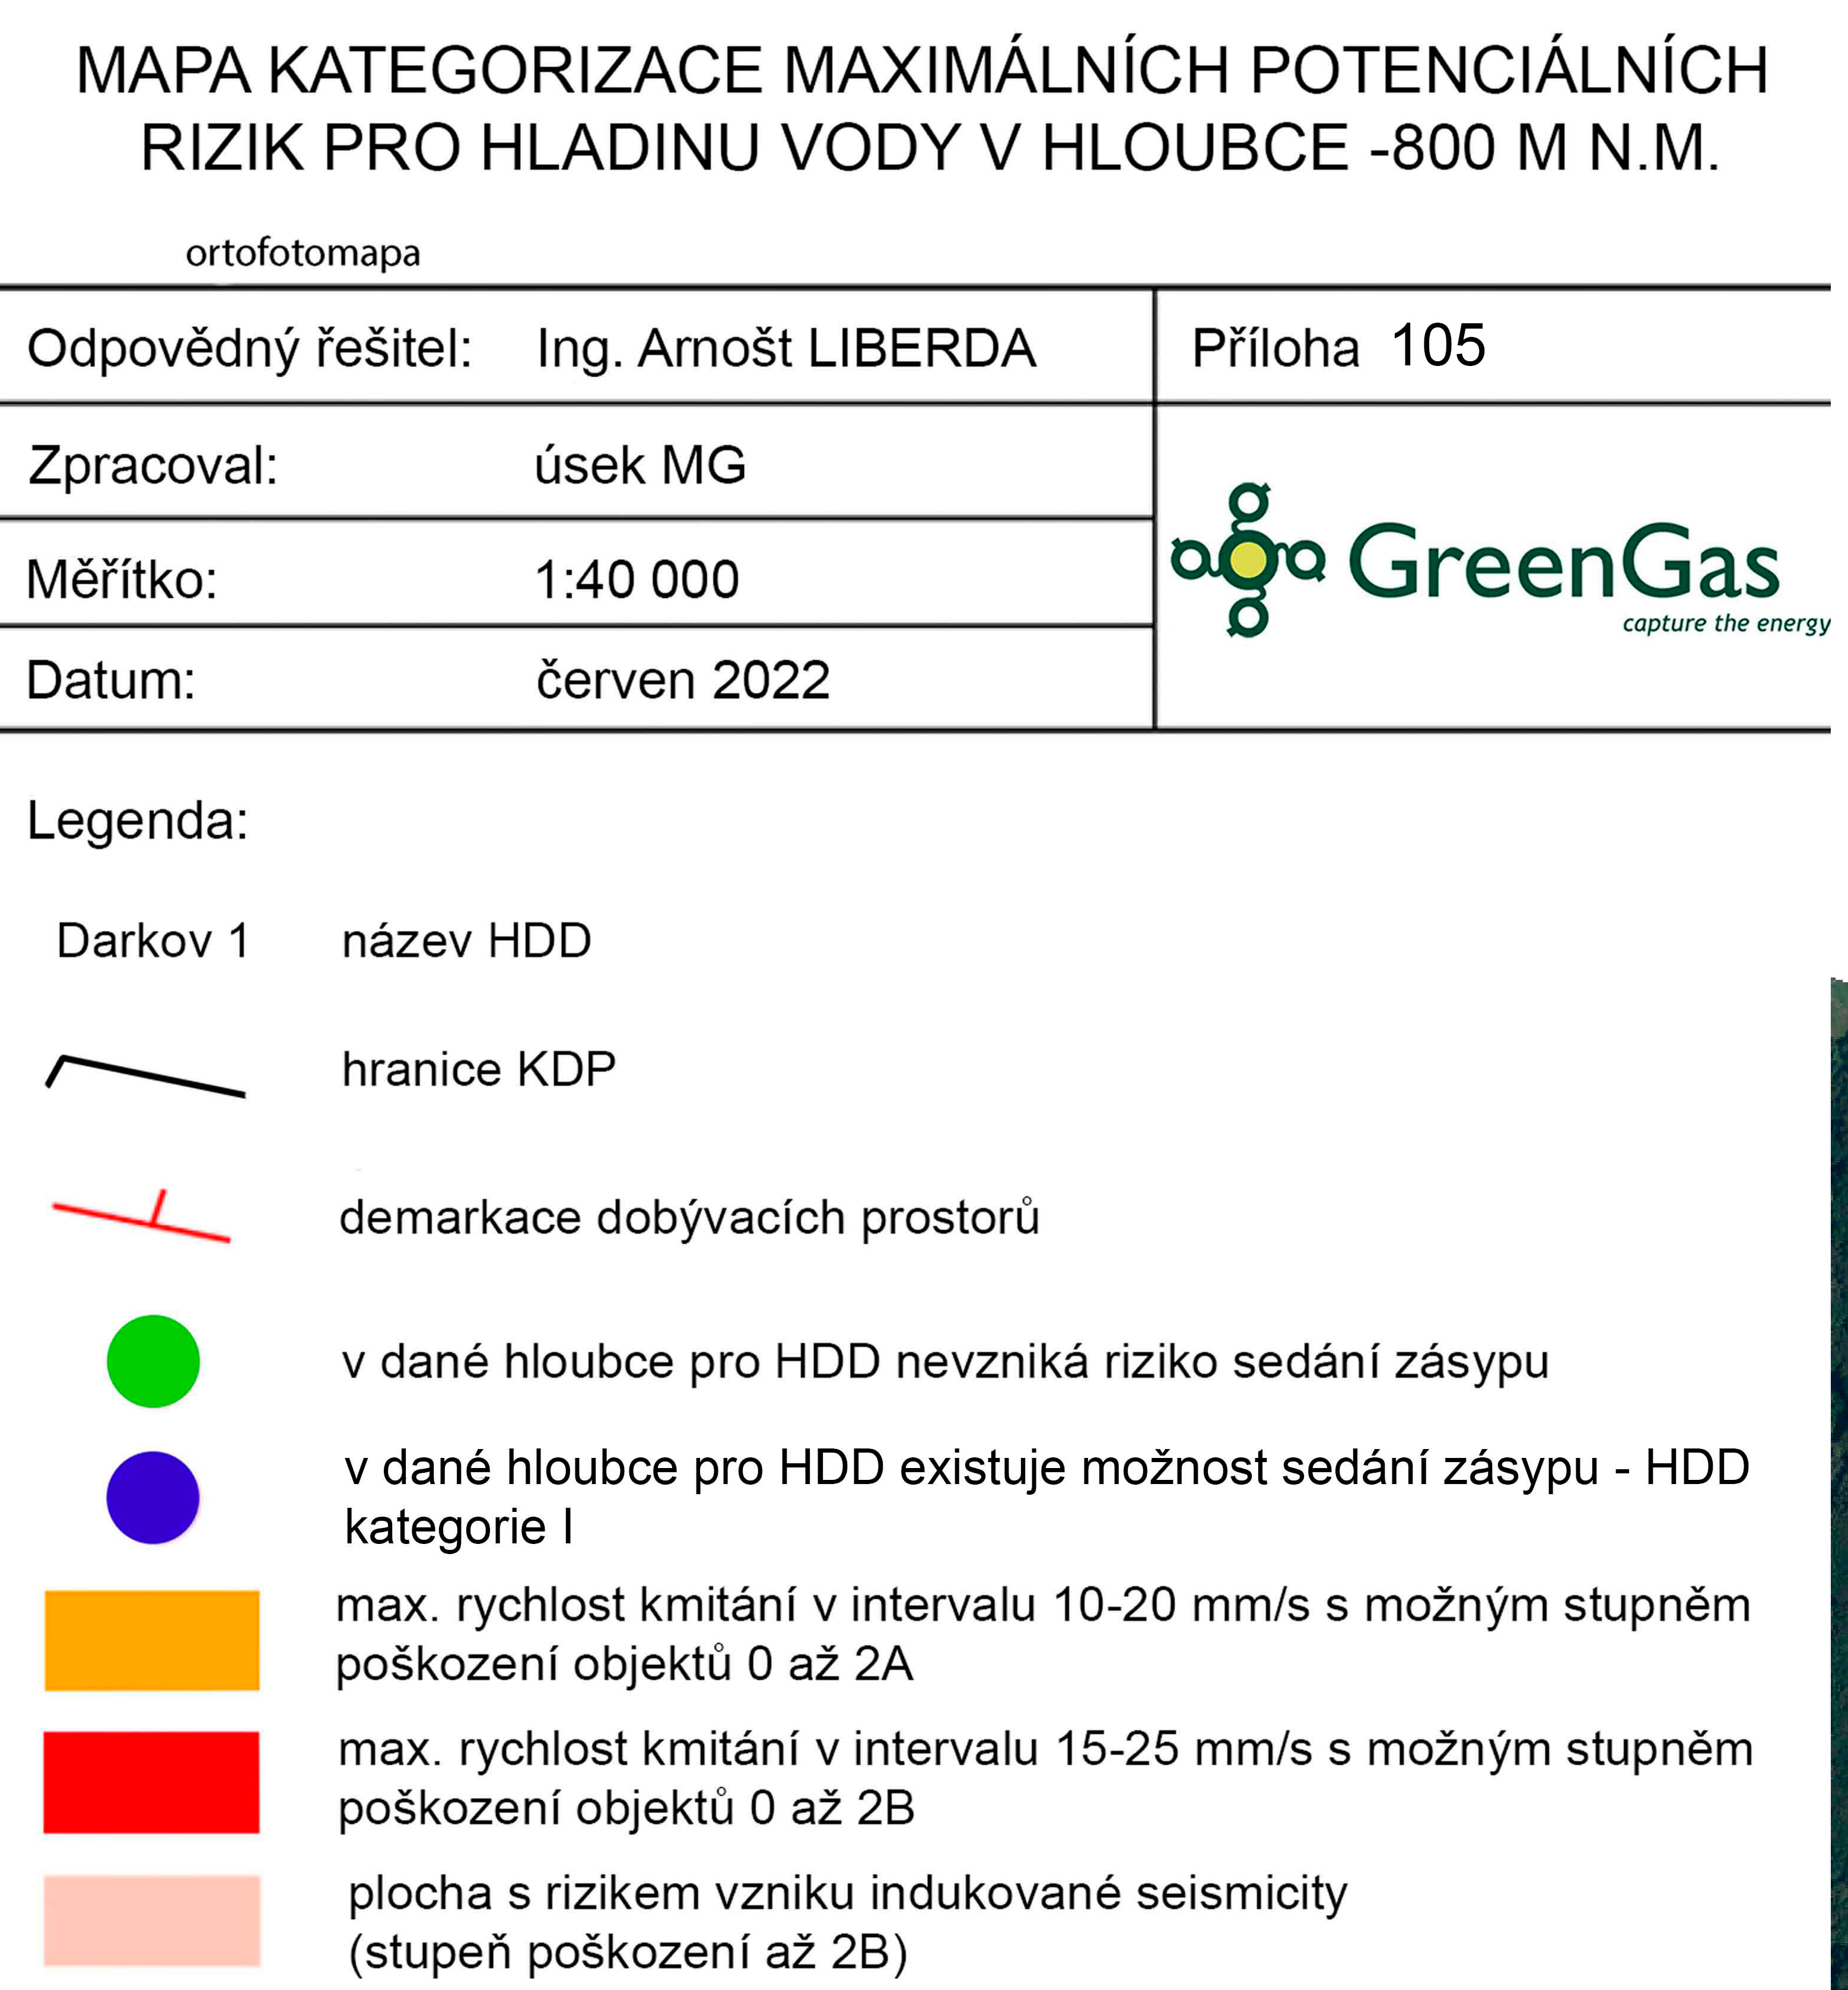 MAPA KATEGORIZACE MAXIMÁLNÍCH POTENCIÁLNÍCH
RIZIK PRO HLADINU VODY V HLOUBCE -800 M N.M.
ortofotomapa
Odpovědný řešitel: Ing. Arnošt LIBERDA Příloha 105
Zpracoval: úsek MG
GreenGas
capture the energy
Měřítko: 1:40 000
Datum: červen 2022
Legenda:
Darkov 1 název HDD
hranice KDP
demarkace dobývacích prostorů
v dané hloubce pro HDD nevzniká riziko sedání zásypu
v dané hloubce pro HDD existuje možnost sedání zásypu - HDD
kategorie I
max. rychlost kmitání v intervalu 10-20 mm/s s možným stupněm
poškození objektů 0 až 2A
max. rychlost kmitání v intervalu 15-25 mm/s s možným stupněm
poškození objektů 0 až 2B
plocha s rizikem vzniku indukované seismicity
(stupeň poškození až 2B)